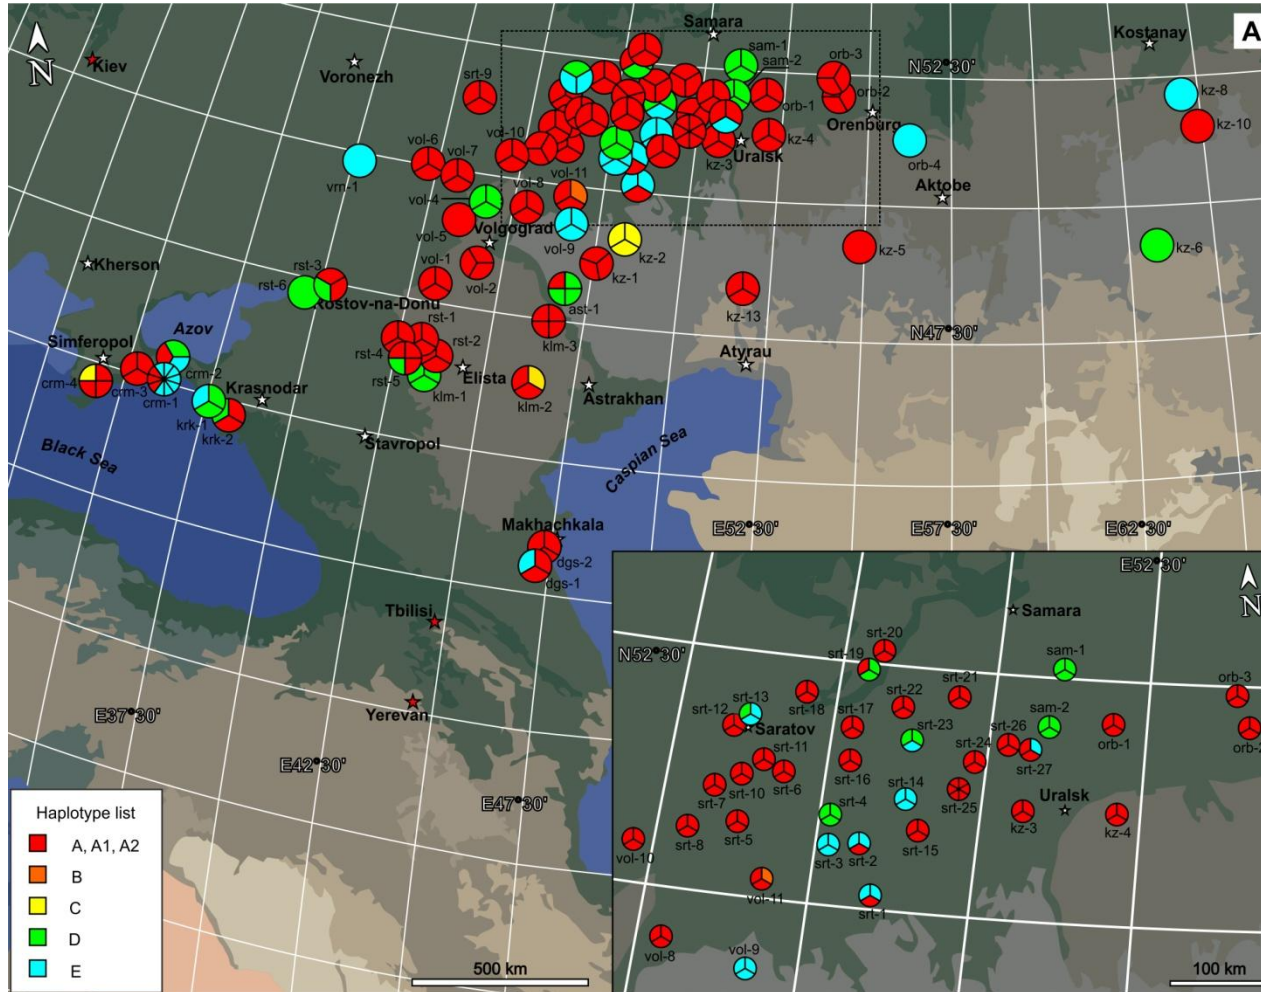 Samara
Kostanay
A
N
Kiev
Voronezh
srt-9
sam-1
sam-2
orb-3
N52°30'
kz-8
orb-1
orb-2
Orenburg
kz-10
vol-10
vol-6
vol-7
kz-4
Uralsk
kz-3
orb-4
vrn-1
vol-11
vol-8
Aktobe
vol-4
vol-5
Volgograd
vol-9
kz-2
kz-5
kz-6
Kherson
rst-3
rst-6
vol-1
vol-2
kz-1
Rostov-na-Donu
ast-1
kz-13
Azov
rst-1
klm-3
N47°30'
Simferopol
rst-4
rst-2
Atyrau
crm-4
crm-3
crm-2
crm-1
rst-5
Elista
klm-1
klm-2
Astrakhan
Krasnodar
krk-1
krk-2
Stavropol
Black Sea
Caspian Sea
Makhachkala
E52°30'
E57°30'
E62°30'
dgs-2
dgs-1
Tbilisi
Yerevan
E37°30'
E42°30'
E47°30'
Haplotype list
A, A1, A2
B
C
D
E
500 km
E52°30'
N
Samara
N52°30'
srt-20
srt-19
sam-1
orb-3
srt-13
srt-12
srt-18
srt-22
srt-21
Saratov
srt-17
srt-23
srt-26
sam-2
orb-1
orb-2
srt-11
srt-24
srt-27
srt-7
srt-10
srt-6
srt-16
srt-14
srt-25
Uralsk
srt-4
kz-3
kz-4
vol-10
srt-8
srt-5
srt-3
srt-2
srt-15
vol-11
srt-1
vol-8
vol-9
100 km